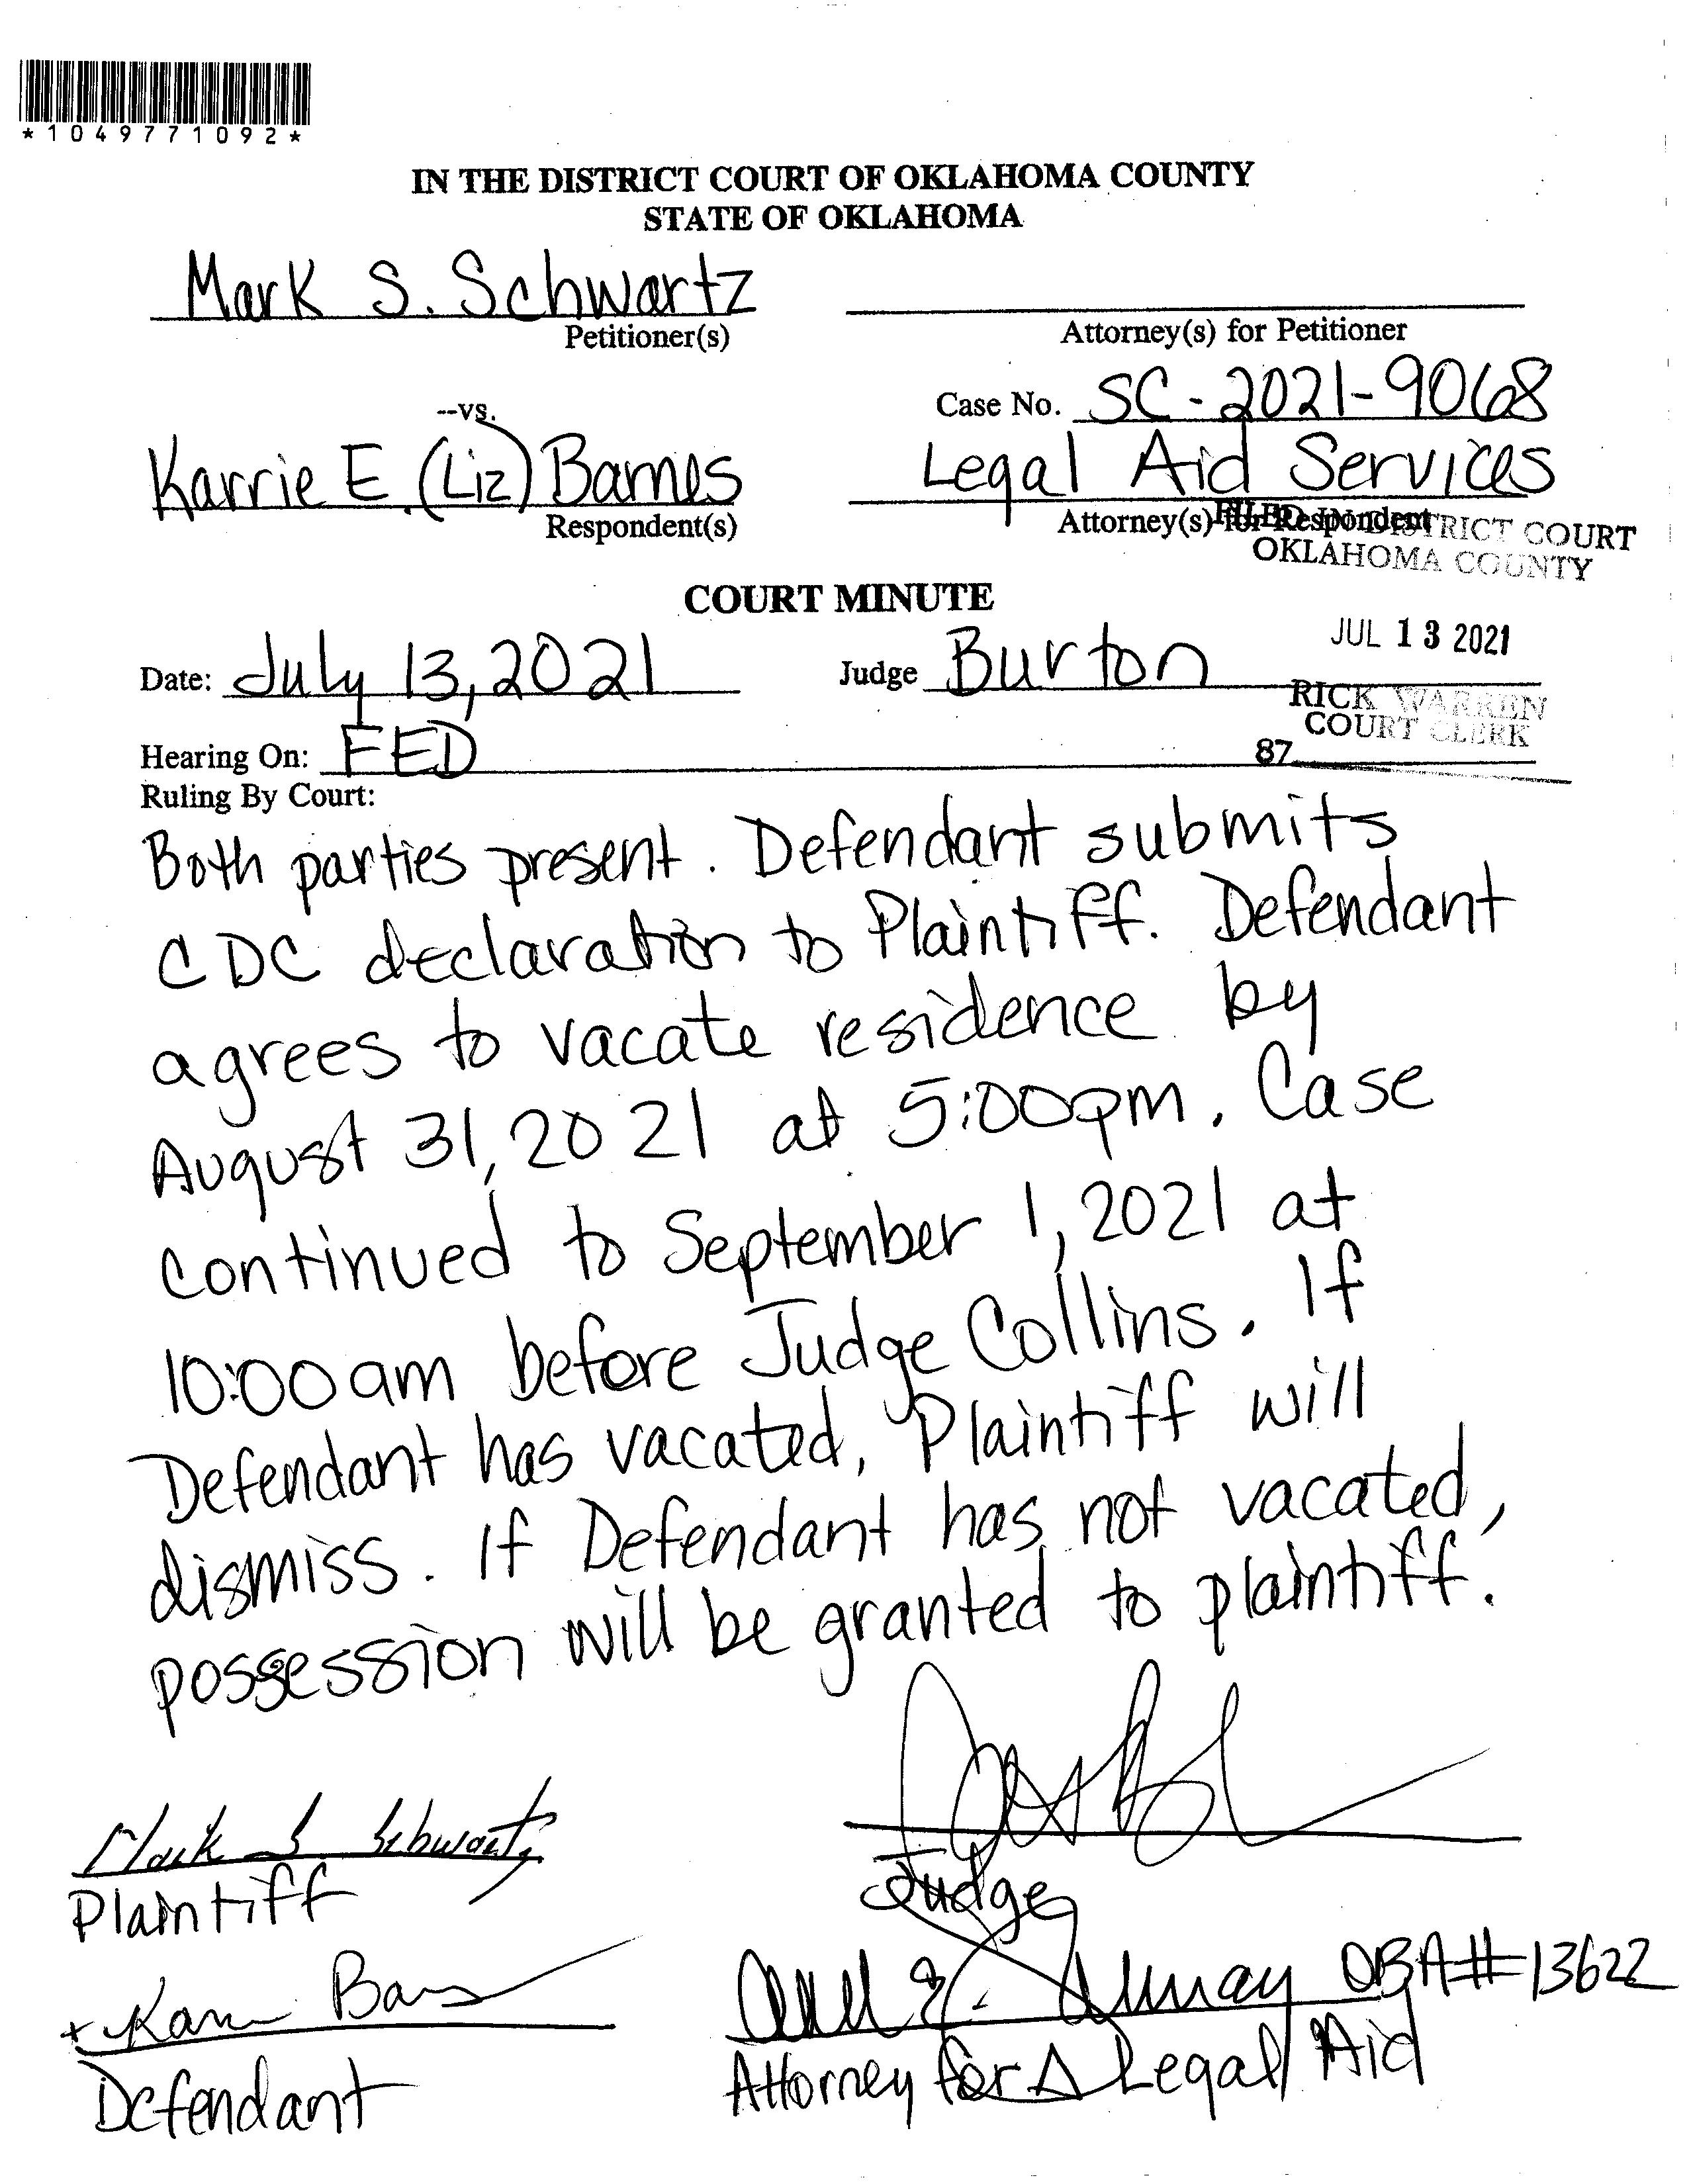 *1049771092*
IN THE DISTRICT COURT OF OKLAHOMA COUNTY
STATE OF OKLAHOMA
Mark S. Schwartz
Petitioner(s)
Attorney(s) for Petitioner
--vs.
Case No. SC-2021-9068
Karrie E. (Liz) Barnes
Respondent(s)
Legal Aid Services
Attorney(s) for Respondent
FILED IN DISTRICT COURT
OKLAHOMA COUNTY
COURT MINUTE
JUL 13 2021
Date: July 13, 2021
Judge Burton
RICK WARREN
COURT CLERK
87
Hearing On: FED
Ruling By Court:
Both parties present. Defendant submits
CDC declaration to Plaintiff. Defendant
agrees to vacate residence by
August 31, 2021 at 5:00pm. Case
continued to September 1, 2021 at
10:00am before Judge Collins. If
Defendant has vacated, Plaintiff will
dismiss. If Defendant has not vacated,
possession will be granted to plaintiff.
Mark S Schwartz
Plaintiff
Judge
+ Bar
Defendant
E. OBA# 13622
Attorney for Δ Legal Aid